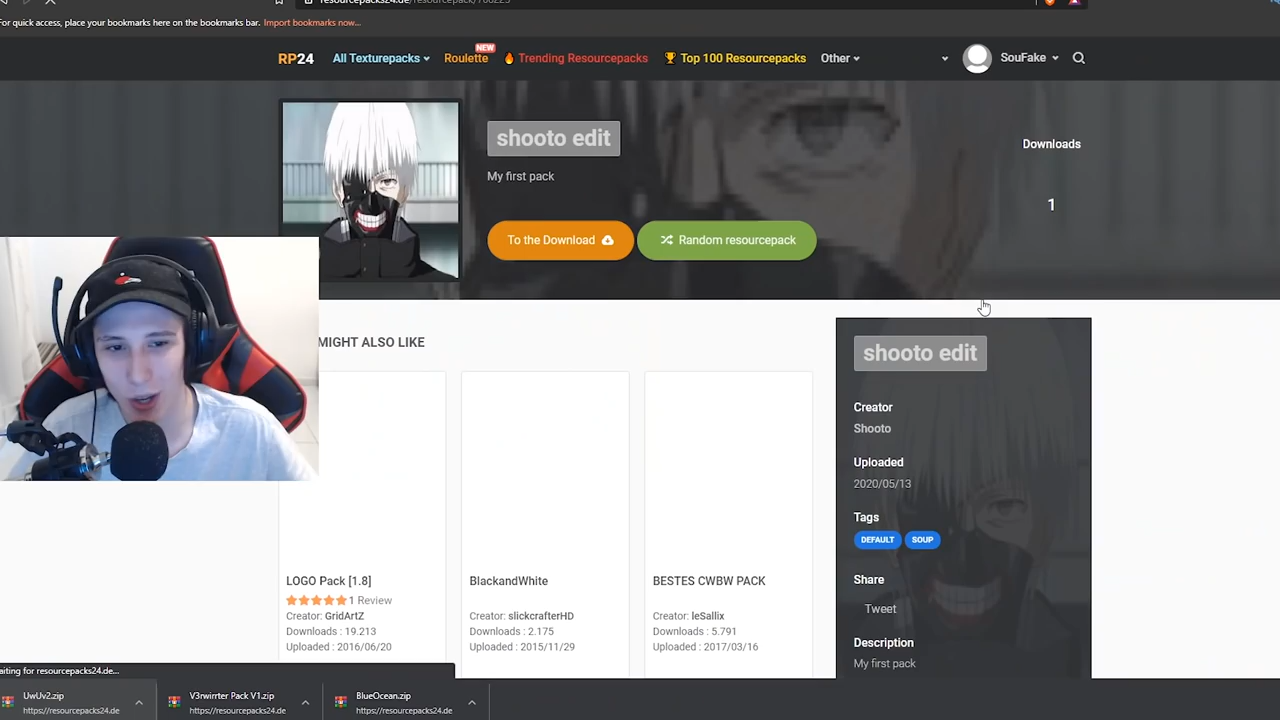 resourcepacks24.de/resourcepack/
For quick access, place your bookmarks here on the bookmarks bar. Import bookmarks now...
RP24 All Texturepacks Roulette NEW Trending Resourcepacks Top 100 Resourcepacks Other SouFake
shooto edit
My first pack
Downloads
1
To the Download
Random resourcepack
MIGHT ALSO LIKE
LOGO Pack [1.8]
1 Review
Creator: GridArtZ
Downloads : 19.213
Uploaded : 2016/06/20
BlackandWhite
Creator: slickcrafterHD
Downloads : 2.175
Uploaded : 2015/11/29
BESTES CWBW PACK
Creator: leSallix
Downloads : 5.791
Uploaded : 2017/03/16
shooto edit
Creator
Shooto
Uploaded
2020/05/13
Tags
DEFAULT SOUP
Share
Tweet
Description
My first pack
aiting for resourcepacks24.de...
UwUv2.zip
https://resourcepacks24.de
V3rwirrter Pack V1.zip
https://resourcepacks24.de
BlueOcean.zip
https://resourcepacks24.de